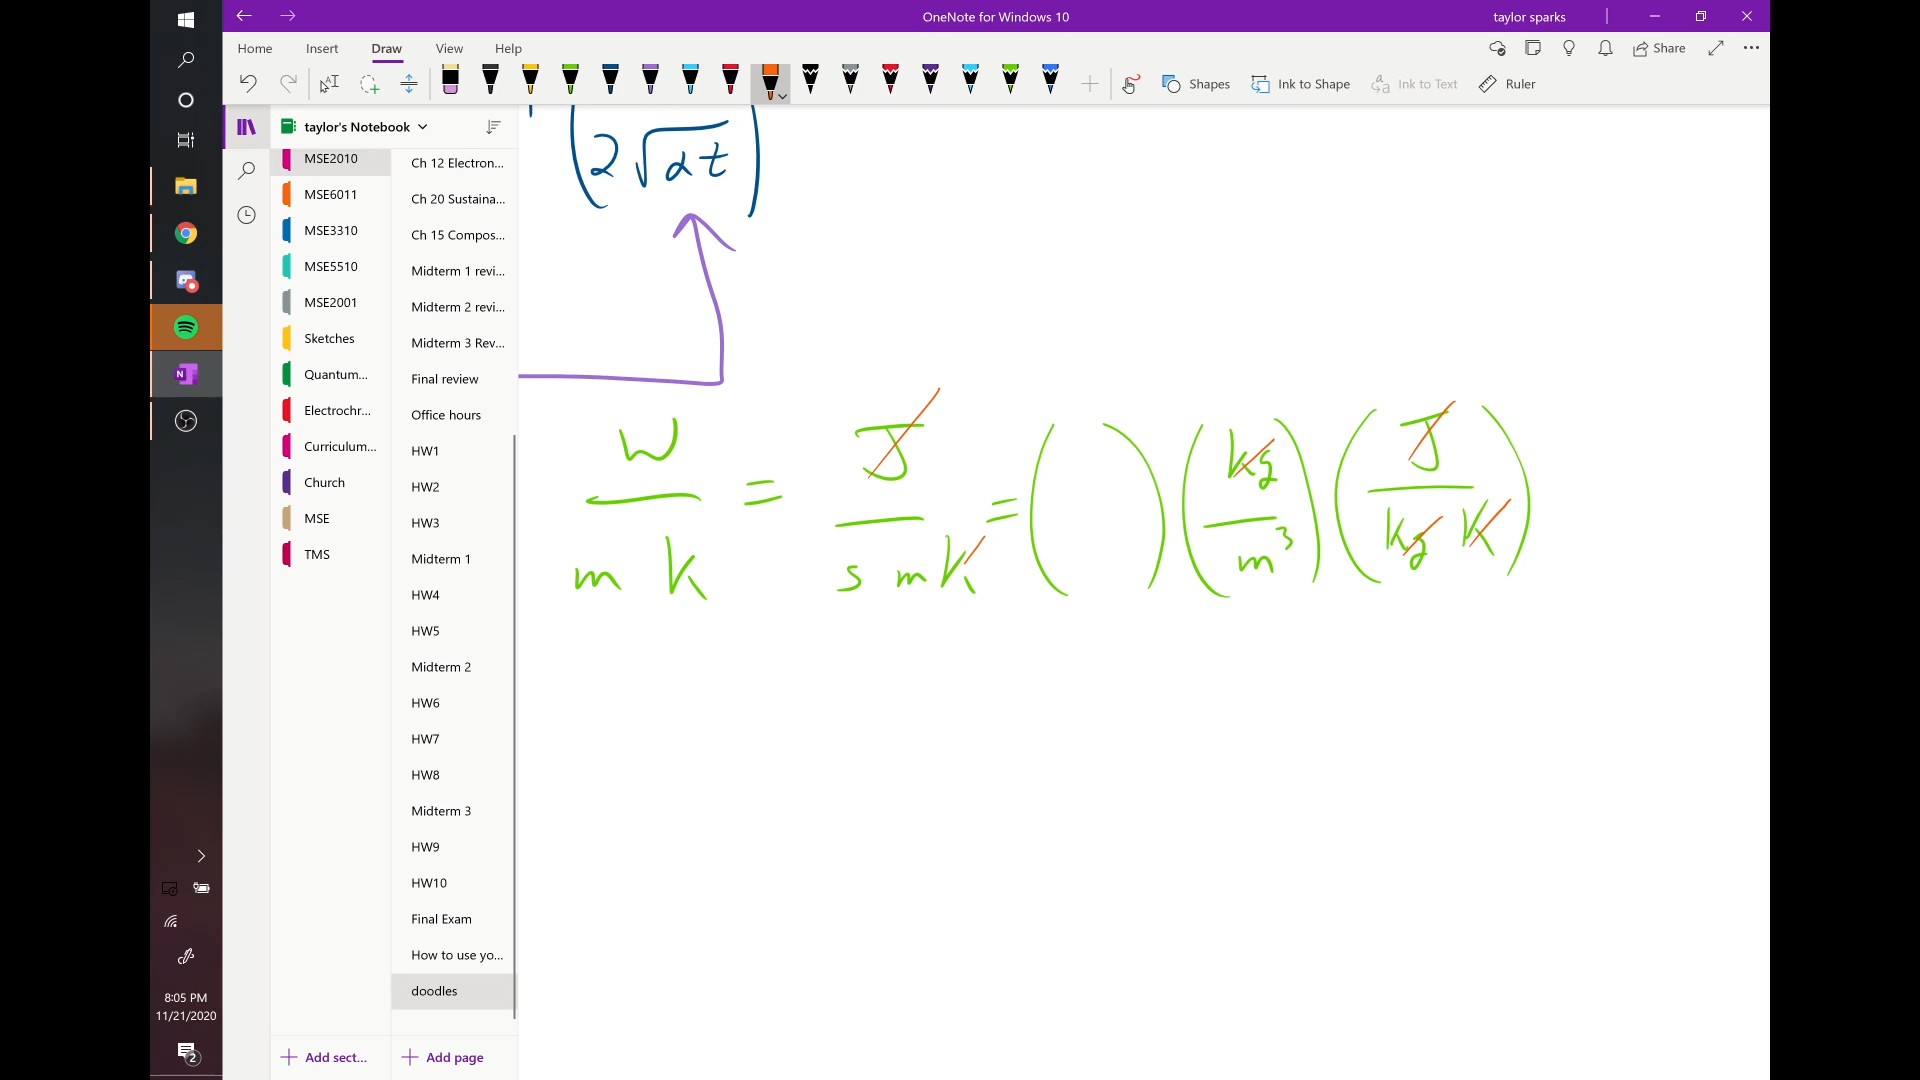 OneNote for Windows 10
taylor sparks
Home Insert Draw View Help
Share
Shapes Ink to Shape Ink to Text Ruler
taylor's Notebook
MSE2010
MSE6011
MSE3310
MSE5510
MSE2001
Sketches
Quantum...
Electrochr...
Curriculum...
Church
MSE
TMS
Ch 12 Electron...
Ch 20 Sustaina...
Ch 15 Compos...
Midterm 1 revi...
Midterm 2 revi...
Midterm 3 Rev...
Final review
Office hours
HW1
HW2
HW3
Midterm 1
HW4
HW5
Midterm 2
HW6
HW7
HW8
Midterm 3
HW9
HW10
Final Exam
How to use yo...
doodles
Add sect...
Add page
(2√αt)
W = J = ( ) (kg) (J)
m K s m K m³ kg K
8:05 PM
11/21/2020
2